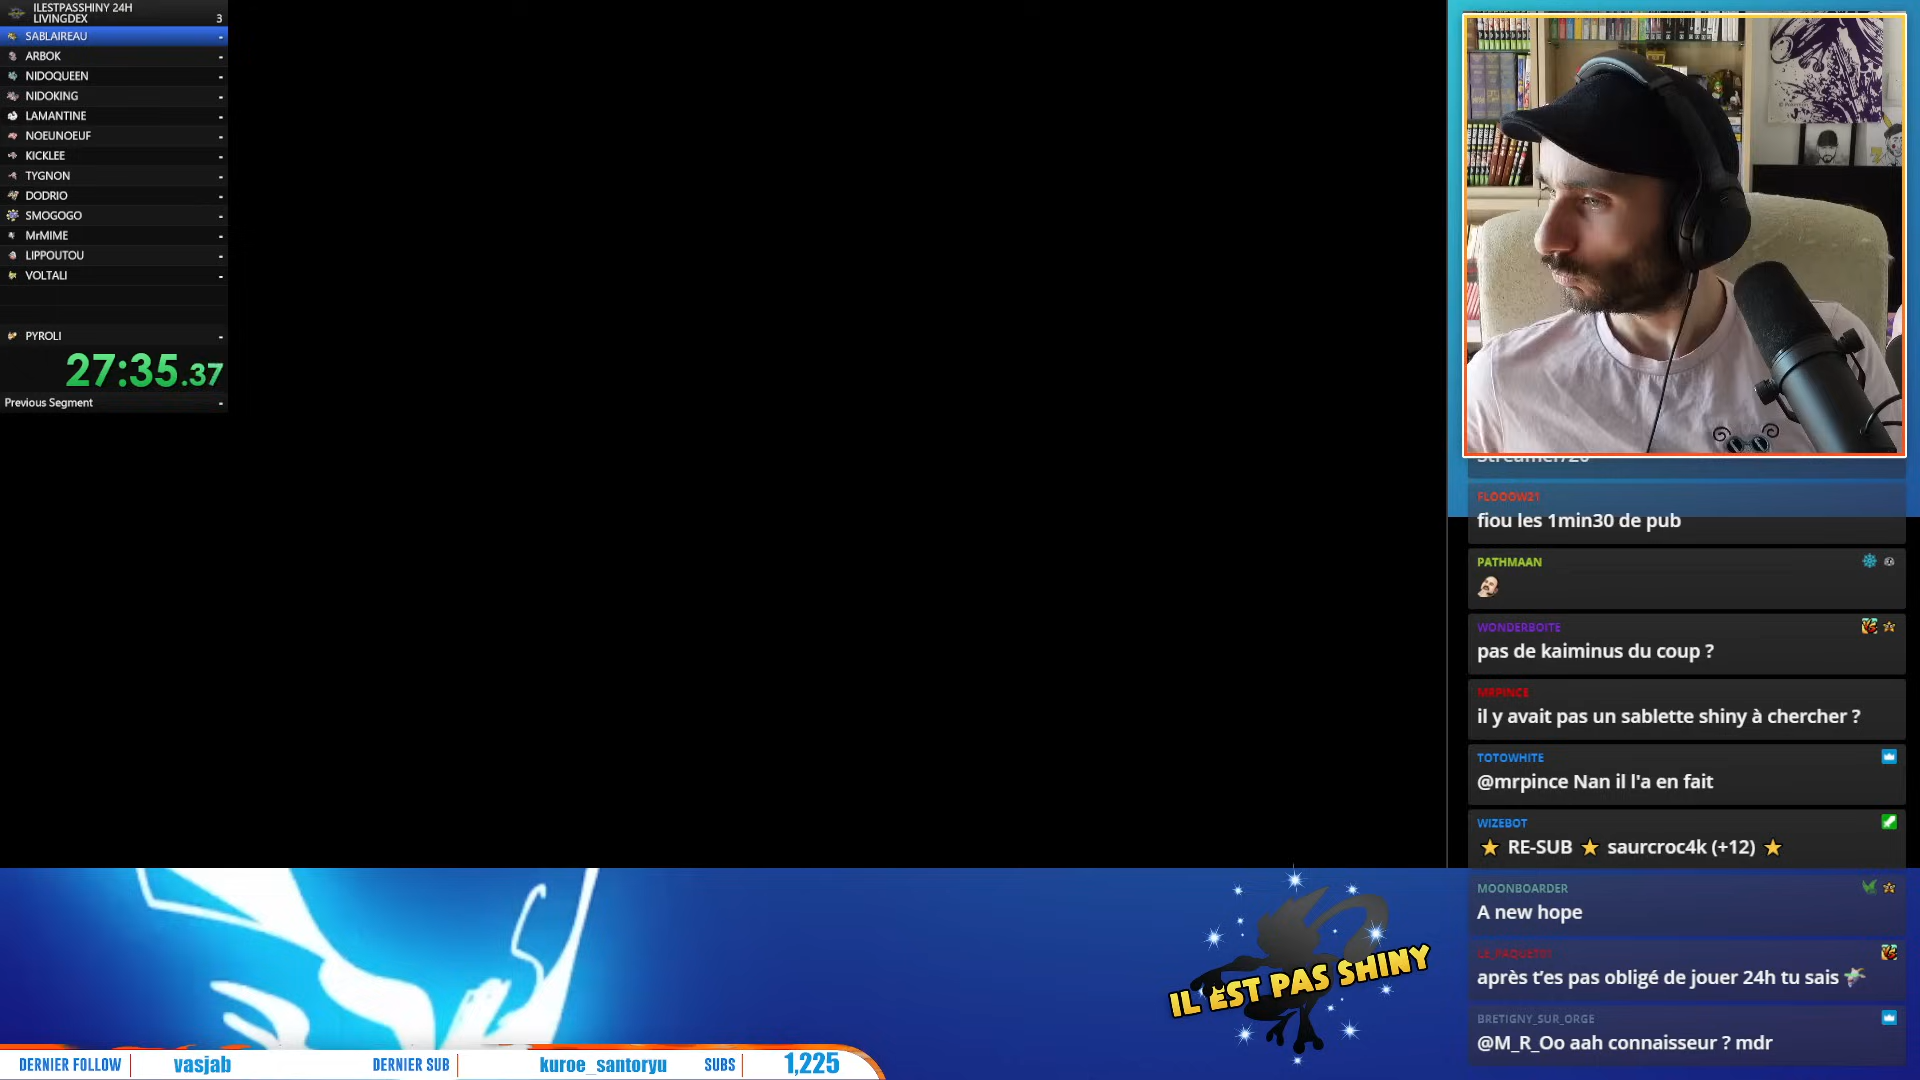 ILESTPASSHINY 24H
LIVINGDEX 3
SABLAIREAU -
ARBOK -
NIDOQUEEN -
NIDOKING -
LAMANTINE -
NOEUNOEUF -
KICKLEE -
TYGNON -
DODRIO -
SMOGOGO -
MrMIME -
LIPPOUTOU -
VOLTALI -
PYROLI -
27:35.37
Previous Segment -
FLOOOW21
fiou les 1min30 de pub
PATHMAAN
WONDERBOITE
pas de kaiminus du coup ?
MRPINCE
il y avait pas un sablette shiny à chercher ?
TOTOWHITE
@mrpince Nan il l'a en fait
WIZEBOT
RE-SUB saurcroc4k (+12)
MOONBOARDER
A new hope
après t'es pas obligé de jouer 24h tu sais
BRETIGNY_SUR_ORGE
@M_R_Oo aah connaisseur ? mdr
IL EST PAS SHINY
DERNIER FOLLOW vasjab DERNIER SUB kuroe_santoryu SUBS 1,225